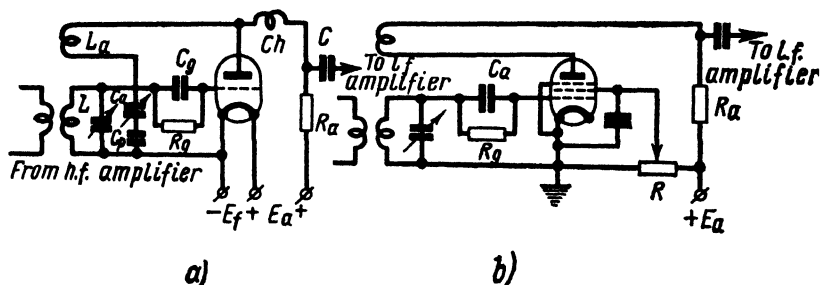 La
Ch
C
To l.f.
amplifier
L
Ca
Cp
Cg
Rg
Ra
From h.f. amplifier
-Ef+
Ea+
a)
To l.f.
amplifier
Ca
Rg
Ra
R
+Ea
b)